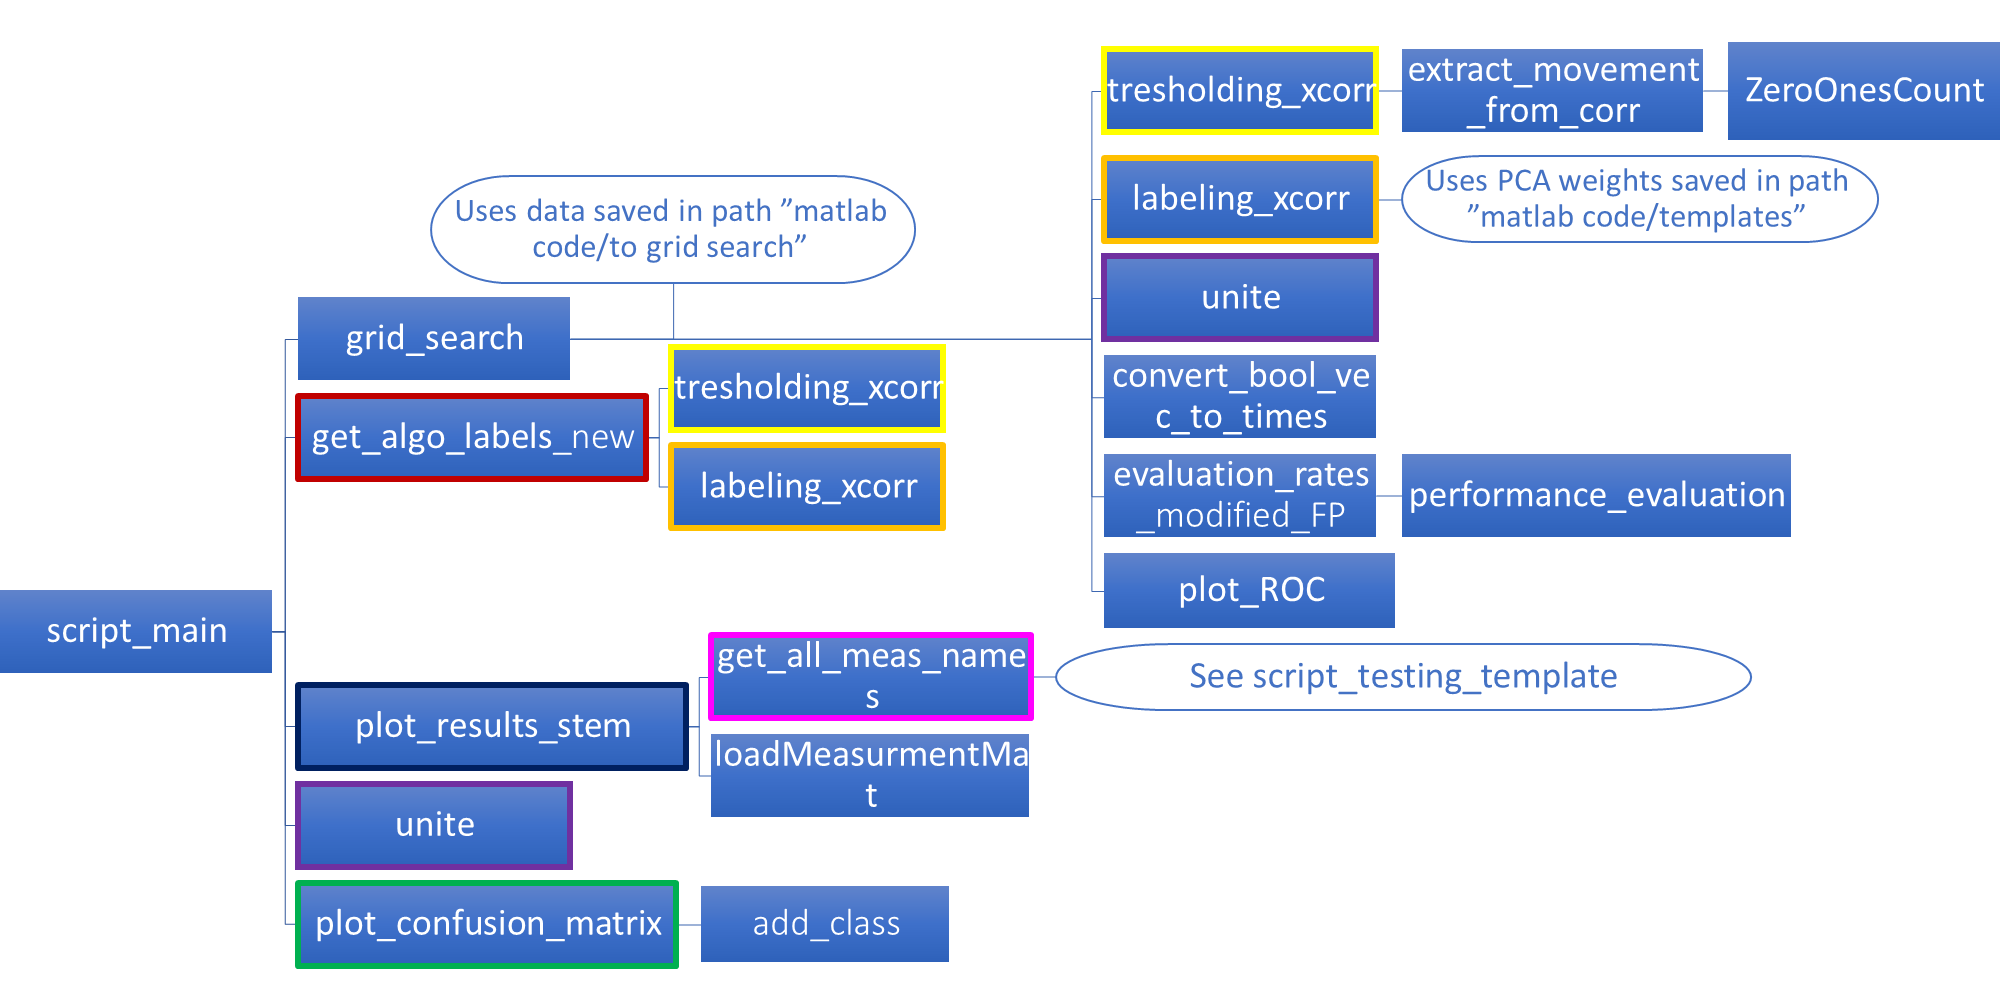 tresholding_xcorr
extract_movement
_from_corr
ZeroOnesCount
labeling_xcorr
Uses PCA weights saved in path
”matlab code/templates”
Uses data saved in path ”matlab
code/to grid search”
unite
grid_search
tresholding_xcorr
convert_bool_ve
c_to_times
get_algo_labels_new
labeling_xcorr
evaluation_rates
_modified_FP
performance_evaluation
plot_ROC
script_main
get_all_meas_name
s
See script_testing_template
plot_results_stem
loadMeasurmentMa
t
unite
plot_confusion_matrix
add_class